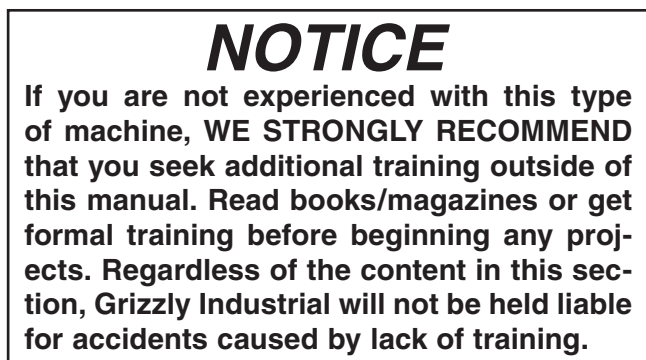 NOTICE
If you are not experienced with this type
of machine, WE STRONGLY RECOMMEND
that you seek additional training outside of
this manual. Read books/magazines or get
formal training before beginning any proj-
ects. Regardless of the content in this sec-
tion, Grizzly Industrial will not be held liable
for accidents caused by lack of training.